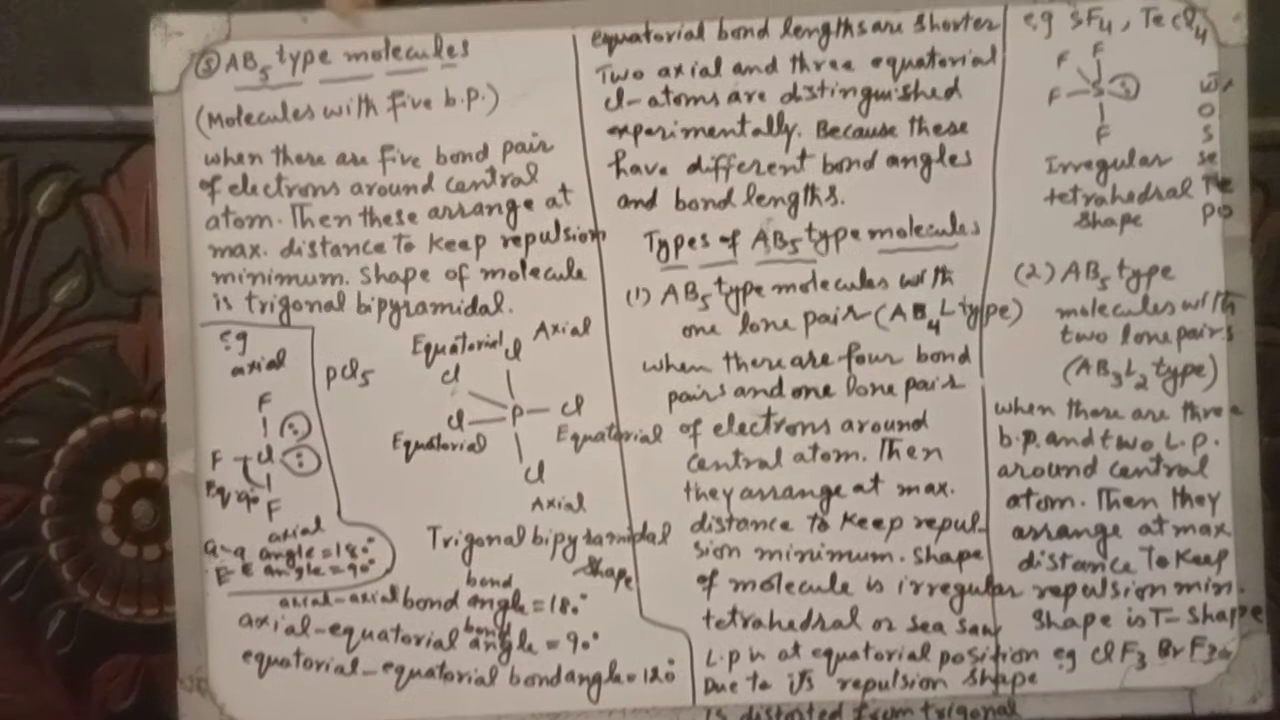 ⑤ AB5 type molecules
(Molecules with five b.p.)
when there are five bond pair
of electrons around central
atom. Then these arrange at
max. distance to keep repulsion
minimum. Shape of molecule
is trigonal bipyramidal.
eg
axial
F
F Cl
F
axial
a-a angle = 180°
E angle = 90°
PCl5
Equatorial Cl Axial
Cl
Cl P Cl
Equatorial Equatorial
Cl
Axial
Trigonal bipyramidal
Shape
axial-axial bond angle = 180°
axial-equatorial bond angle = 90°
equatorial-equatorial bond angle = 120
equatorial bond lengths are shorter
Two axial and three equatorial
Cl-atoms are distinguished
experimentally. Because these
have different bond angles
and bond lengths.
Types of AB5 type molecules
(1) AB5 type molecules with
one lone pair (AB4L type)
when there are four bond
pairs and one lone pair
of electrons around
central atom. Then
they arrange at max.
distance to keep repul-
sion minimum. Shape
of molecule is irregular
tetrahedral or sea saw
L.p is at equatorial position
Due to its repulsion shape
is distorted from trigonal
e.g SF4, TeCl4
F
F
F S
F
Irregular
tetrahedral
shape
O
S
Se
Te
Po
(2) AB5 type
molecules with
two lone pairs
(AB3L2 type)
when there are three
b.p. and two L.p.
around central
atom. Then they
arrange at max
distance to keep
repulsion min.
Shape is T-shape
eg ClF3 BrF3